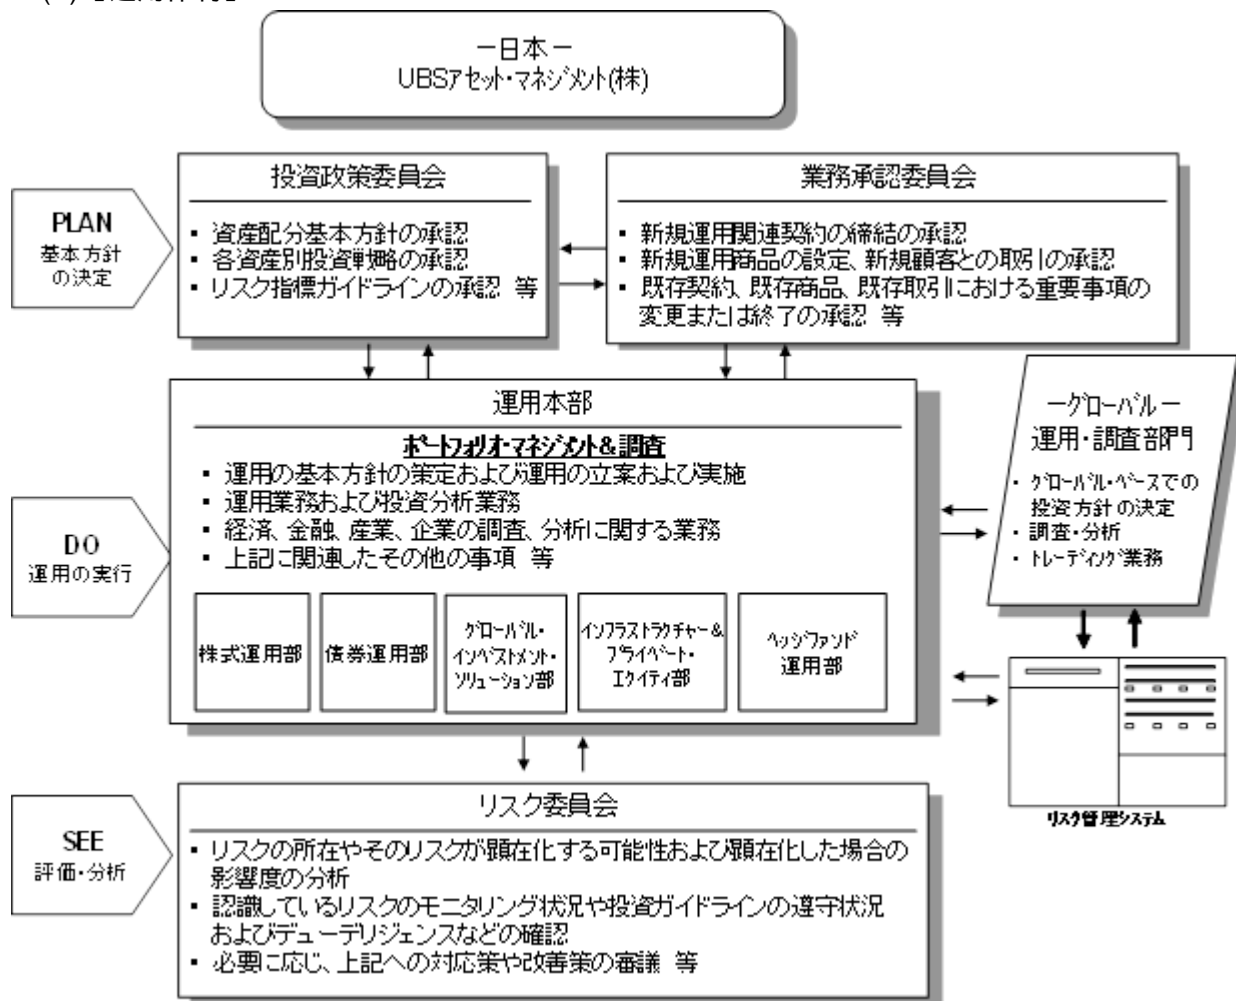 ー日本ー
UBSアセット・マネジメント(株)
PLAN
基本方針
の決定
投資政策委員会
▪ 資産配分基本方針の承認
▪ 各資産別投資戦略の承認
▪ リスク指標ガイドラインの承認 等
業務承認委員会
▪ 新規運用関連契約の締結の承認
▪ 新規運用商品の設定、新規顧客との取引の承認
▪ 既存契約、既存商品、既存取引における重要事項の
変更または終了の承認 等
DO
運用の実行
運用本部
ポートフォリオ・マネジメント&調査
▪ 運用の基本方針の策定および運用の立案および実施
▪ 運用業務および投資分析業務
▪ 経済、金融、産業、企業の調査、分析に関する業務
▪ 上記に関連したその他の事項 等
株式運用部
債券運用部
グローバル・
インベストメント・
ソリューション部
インフラストラクチャー&
プライベート・
エクイティ部
ヘッジファンド
運用部
ーグローバルー
運用・調査部門
▪ グローバル・ベースでの
投資方針の決定
▪ 調査・分析
▪ トレーディング業務
リスク管理システム
SEE
評価・分析
リスク委員会
▪ リスクの所在やそのリスクが顕在化する可能性および顕在化した場合の
影響度の分析
▪ 認識しているリスクのモニタリング状況や投資ガイドラインの遵守状況
およびデューデリジェンスなどの確認
▪ 必要に応じ、上記への対応策や改善策の審議 等